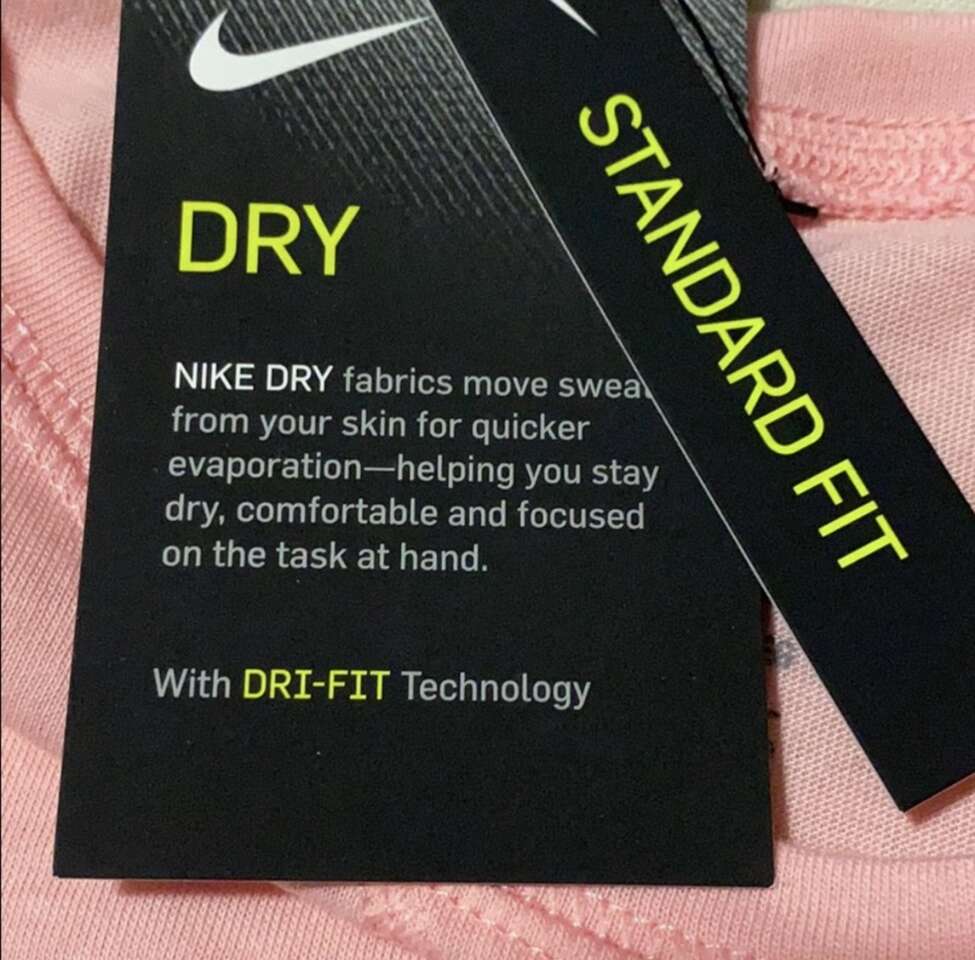 DRY
NIKE DRY fabrics move swea
from your skin for quicker
evaporation—helping you stay
dry, comfortable and focused
on the task at hand.
With DRI-FIT Technology
STANDARD FIT